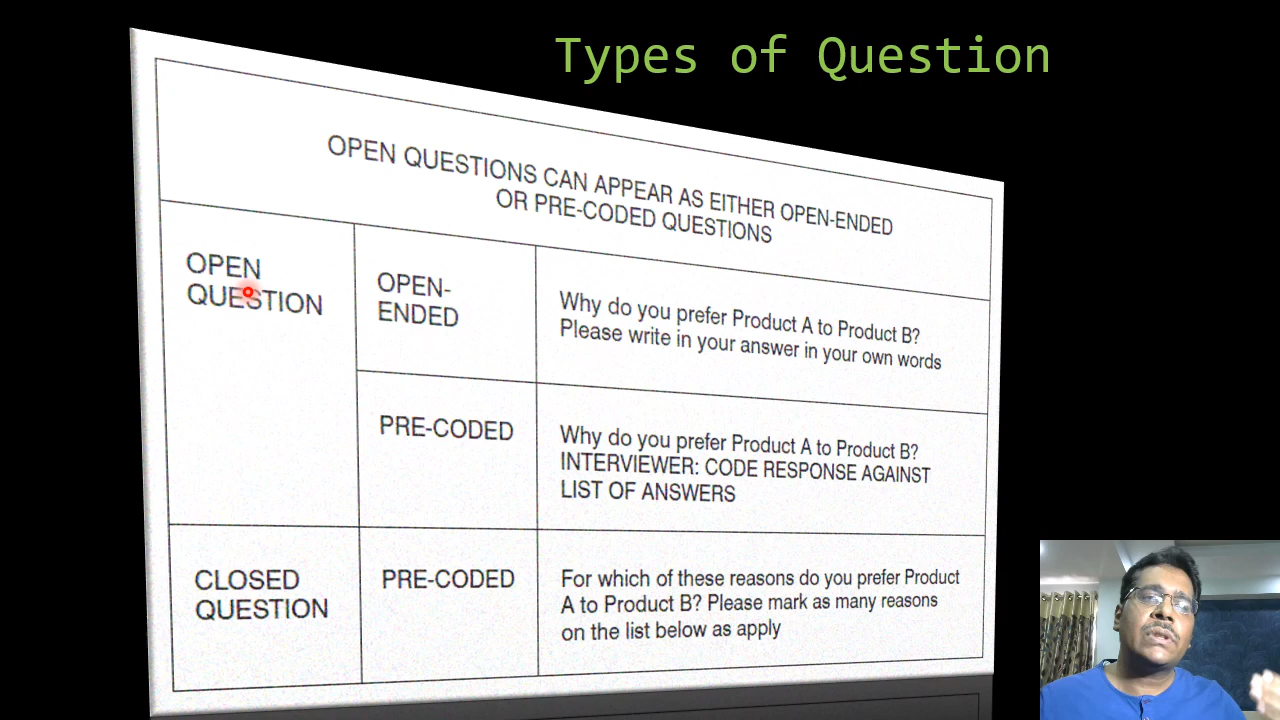 Types of Question
OPEN QUESTIONS CAN APPEAR AS EITHER OPEN-ENDED
OR PRE-CODED QUESTIONS
OPEN
QUESTION
OPEN-
ENDED
Why do you prefer Product A to Product B?
Please write in your answer in your own words
PRE-CODED
Why do you prefer Product A to Product B?
INTERVIEWER: CODE RESPONSE AGAINST
LIST OF ANSWERS
CLOSED
QUESTION
PRE-CODED
For which of these reasons do you prefer Product
A to Product B? Please mark as many reasons
on the list below as apply